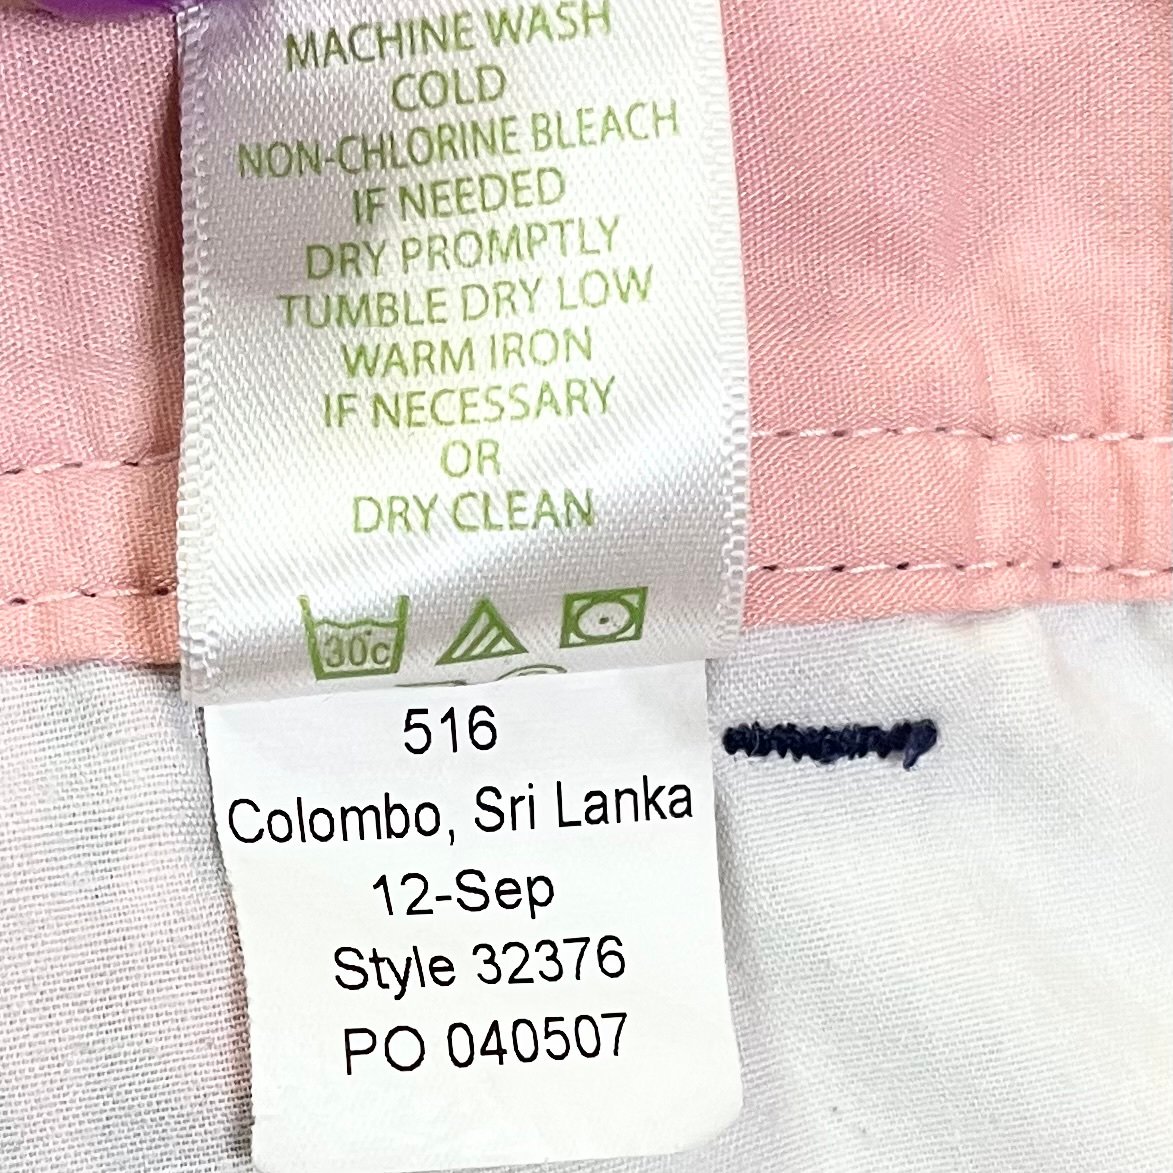 MACHINE WASH
COLD
NON-CHLORINE BLEACH
IF NEEDED
DRY PROMPTLY
TUMBLE DRY LOW
WARM IRON
IF NECESSARY
OR
DRY CLEAN
30°c
516
Colombo, Sri Lanka
12-Sep
Style 32376
PO 040507